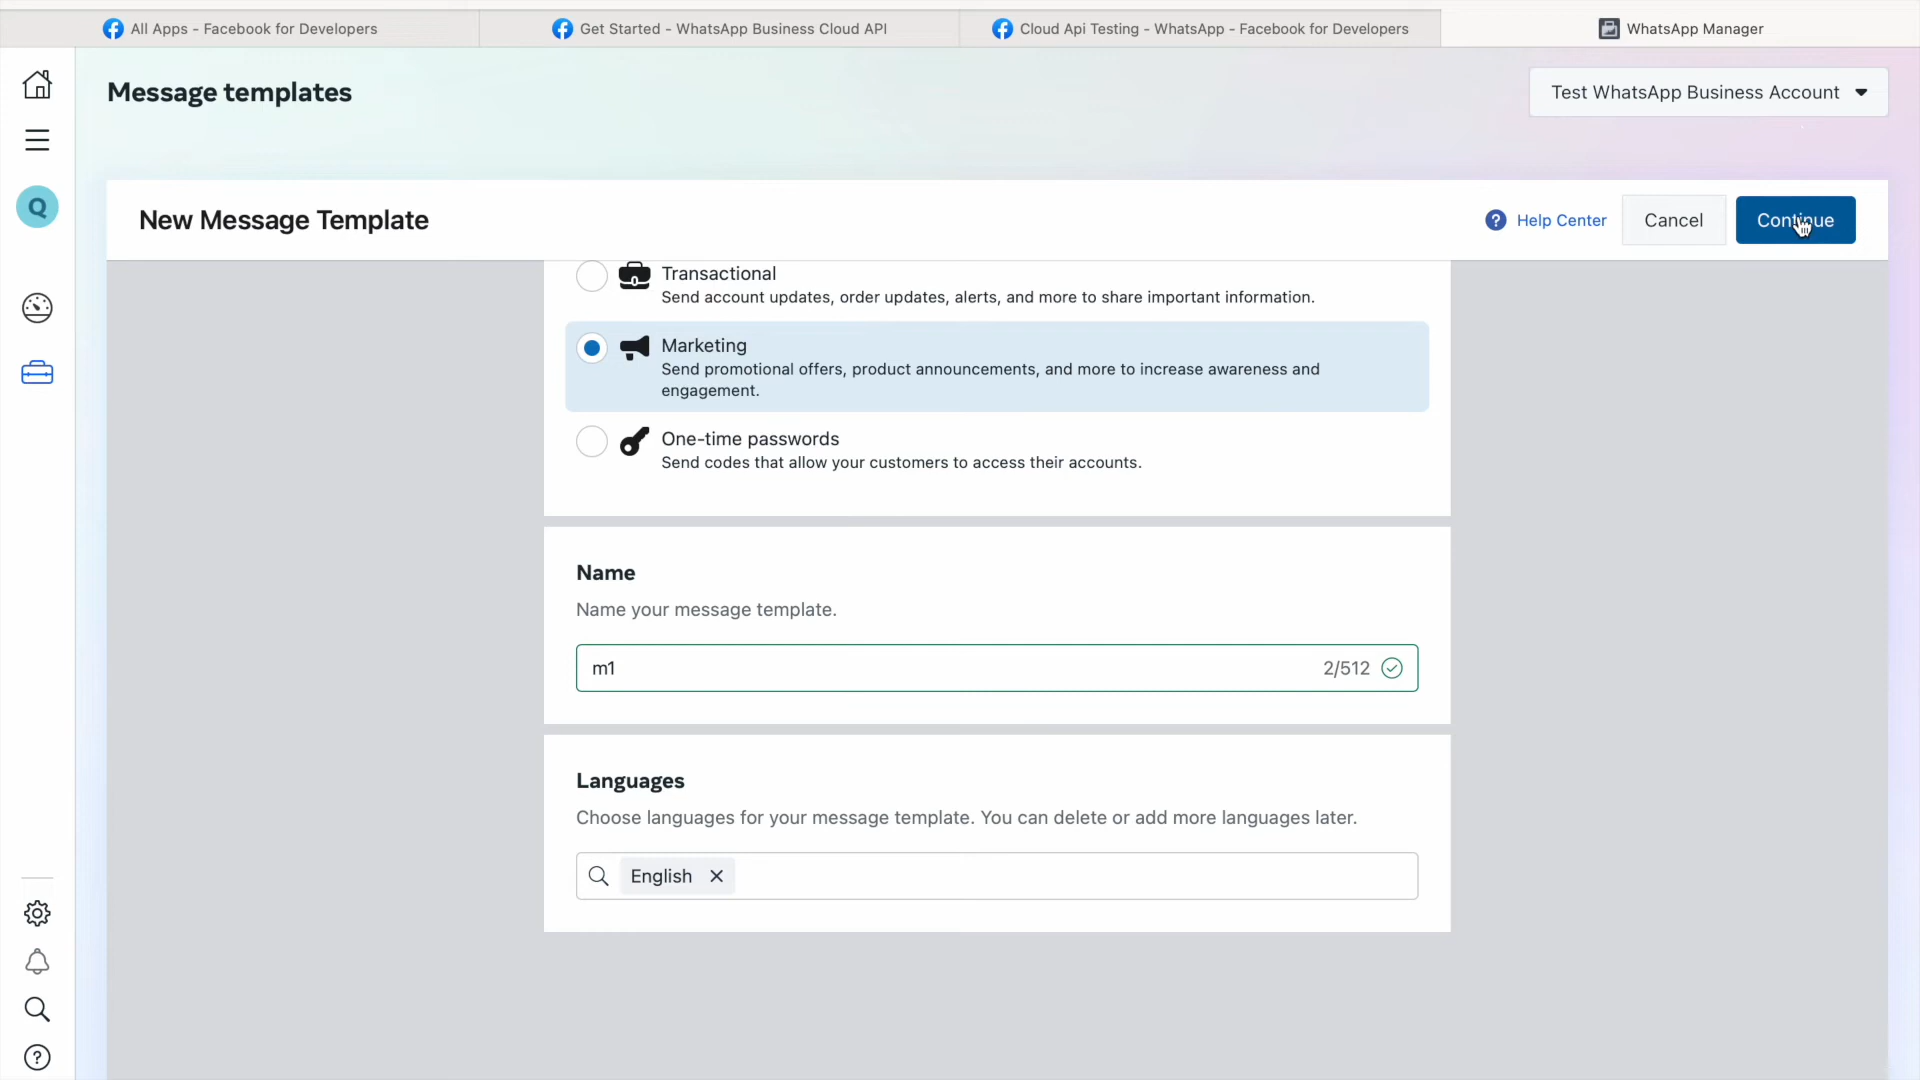 All Apps - Facebook for Developers
Get Started - WhatsApp Business Cloud API
Cloud Api Testing - WhatsApp - Facebook for Developers
WhatsApp Manager
Message templates
Test WhatsApp Business Account
Q
New Message Template
? Help Center
Cancel
Continue
Transactional
Send account updates, order updates, alerts, and more to share important information.
Marketing
Send promotional offers, product announcements, and more to increase awareness and
engagement.
One-time passwords
Send codes that allow your customers to access their accounts.
Name
Name your message template.
m1
2/512
Languages
Choose languages for your message template. You can delete or add more languages later.
English
?